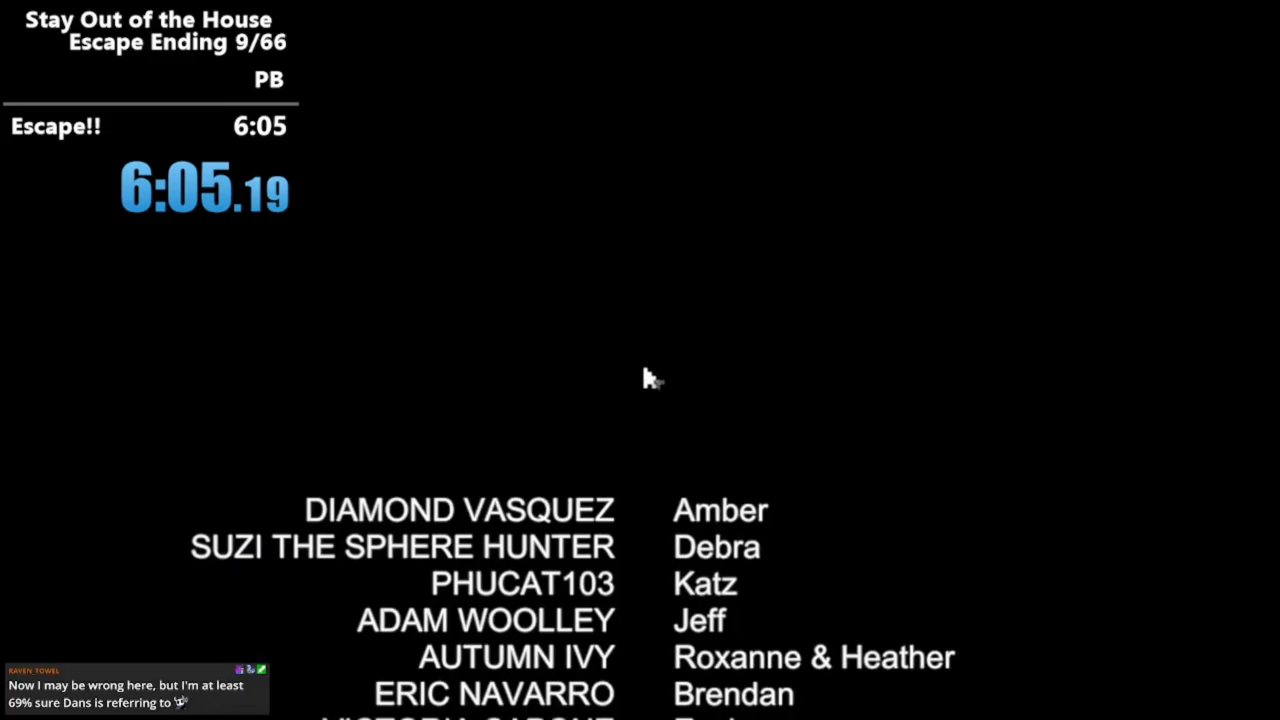 Stay Out of the House
Escape Ending 9/66
PB
Escape!! 6:05
6:05.19
DIAMOND VASQUEZ Amber
SUZI THE SPHERE HUNTER Debra
PHUCAT103 Katz
ADAM WOOLLEY Jeff
AUTUMN IVY Roxanne & Heather
ERIC NAVARRO Brendan
RAVEN_TOWEL
Now I may be wrong here, but I'm at least
69% sure Dans is referring to